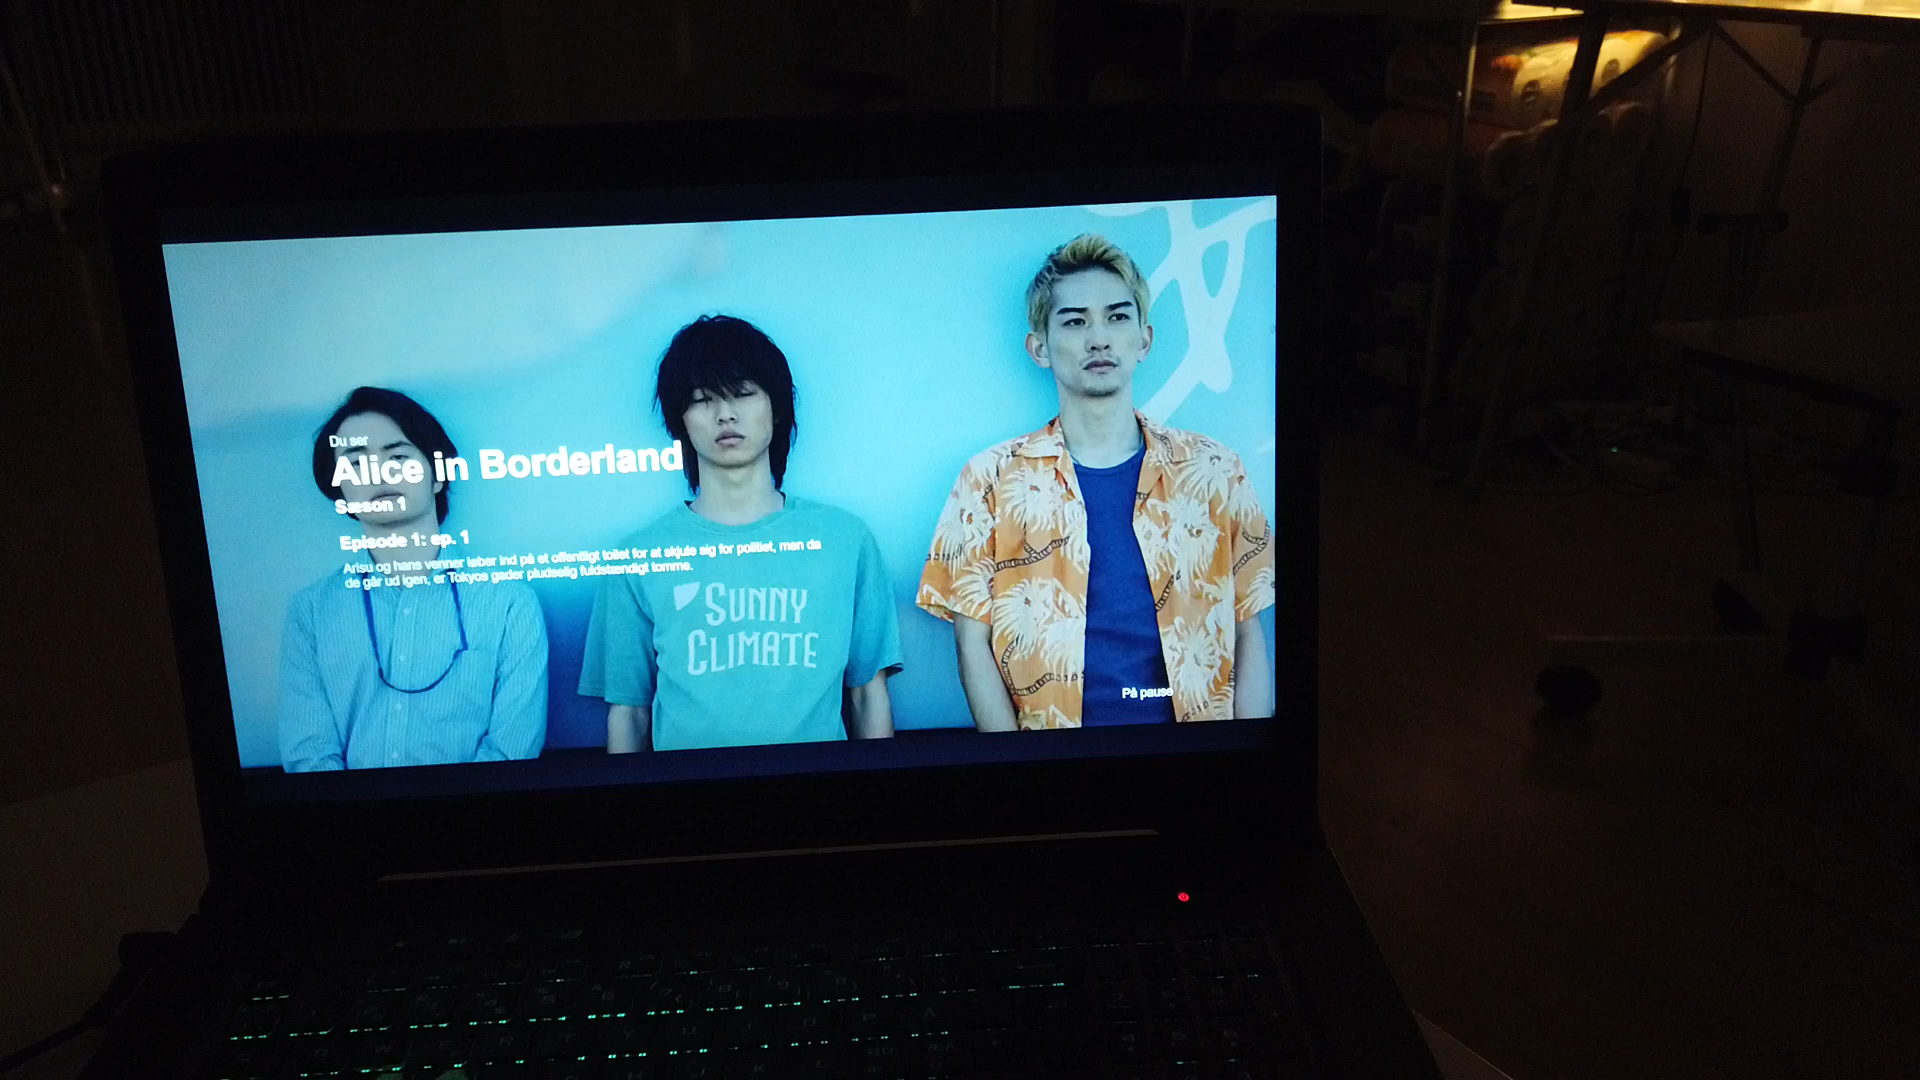 Du ser
Alice in Borderland
Sæson 1
Episode 1: ep. 1
Arisu og hans venner løber ind på et offentligt toilet for at skjule sig for politiet, men da
de går ud igen, er Tokyos gader pludselig fuldstændigt tomme.
SUNNY
CLIMATE
På pause